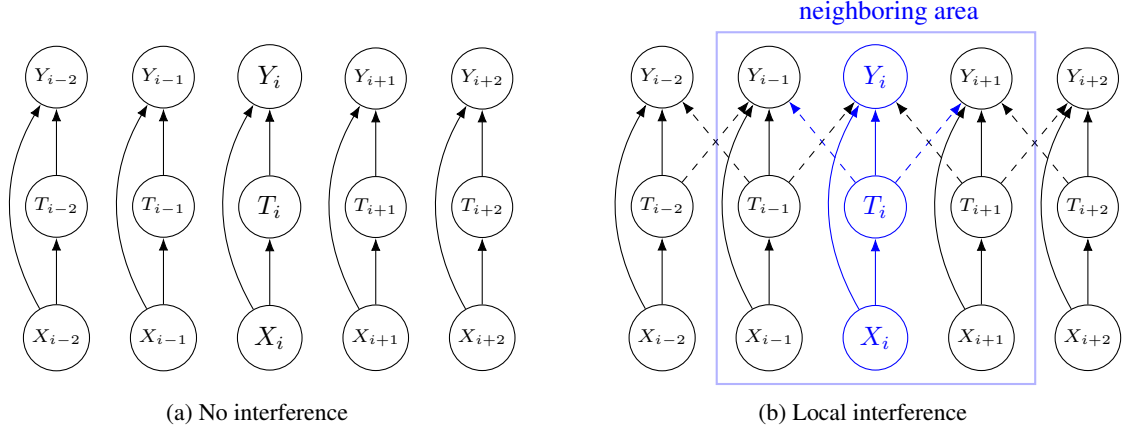 neighboring area
Y_{i−2} Y_{i−1} Y_i Y_{i+1} Y_{i+2} Y_{i−2} Y_{i−1} Y_i Y_{i+1} Y_{i+2}
T_{i−2} T_{i−1} T_i T_{i+1} T_{i+2} T_{i−2} T_{i−1} T_i T_{i+1} T_{i+2}
X_{i−2} X_{i−1} X_i X_{i+1} X_{i+2} X_{i−2} X_{i−1} X_i X_{i+1} X_{i+2}
(a) No interference (b) Local interference